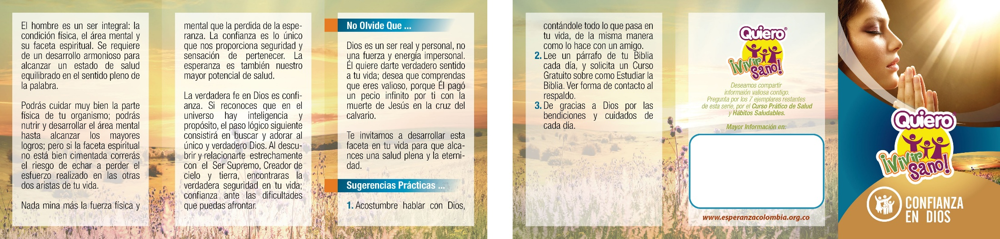 El hombre es un ser integral: la
condición física, el área mental y
su faceta espiritual. Se requiere
de un desarrollo armonioso para
alcanzar un estado de salud
equilibrado en el sentido pleno de
la palabra.
Podrás cuidar muy bien la parte
física de tu organismo; podrás
nutrir y desarrollar el área mental
hasta alcanzar los mayores
logros; pero si la faceta espiritual
no está bien cimentada correrás
el riesgo de echar a perder el
esfuerzo realizado en las otras
dos aristas de tu vida.
Nada mina más la fuerza física y
mental que la perdida de la espe-
ranza. La confianza es lo único
que nos proporciona seguridad y
sensación de pertenecer. La
esperanza es también nuestro
mayor potencial de salud.
La verdadera fe en Dios es confi-
anza. Si reconoces que en el
universo hay inteligencia y
propósito, el paso lógico siguiente
consistirá en buscar y adorar al
único y verdadero Dios. Al descu-
brir y relacionarte estrechamente
con el Ser Supremo, Creador de
cielo y tierra, encontraras la
verdadera seguridad en tu vida;
confianza ante las dificultades
que puedas afrontar.
No Olvide Que ...
Dios es un ser real y personal, no
una fuerza y energía impersonal.
Él quiere darte verdadero sentido
a tu vida; desea que comprendas
que eres valioso, porque Él pagó
un pecio infinito por ti con la
muerte de Jesús en la cruz del
calvario.
Te invitamos a desarrollar esta
faceta en tu vida para que alca-
nces una salud plena y la eterni-
dad.
Sugerencias Prácticas ...
1. Acostumbre hablar con Dios,
contándole todo lo que pasa en
tu vida, de la misma manera
como lo hace con un amigo.
2. Lee un párrafo de tu Biblia
cada día, y solicita un Curso
Gratuito sobre como Estudiar la
Biblia. Ver forma de contacto al
respaldo.
3. De gracias a Dios por las
bendiciones y cuidados de
cada día.
Quiero®
¡Vivir
Sano!
Deseamos compartir
informaión valiosa contigo.
Pregunta por los 7 ejemplares restantes
de esta serie, por el Curso Prático de Salud
y Hábitos Saludables.
Mayor Información en:
www.esperanzacolombia.org.co
Quiero®
¡Vivir
Sano!
CONFIANZA
EN DIOS